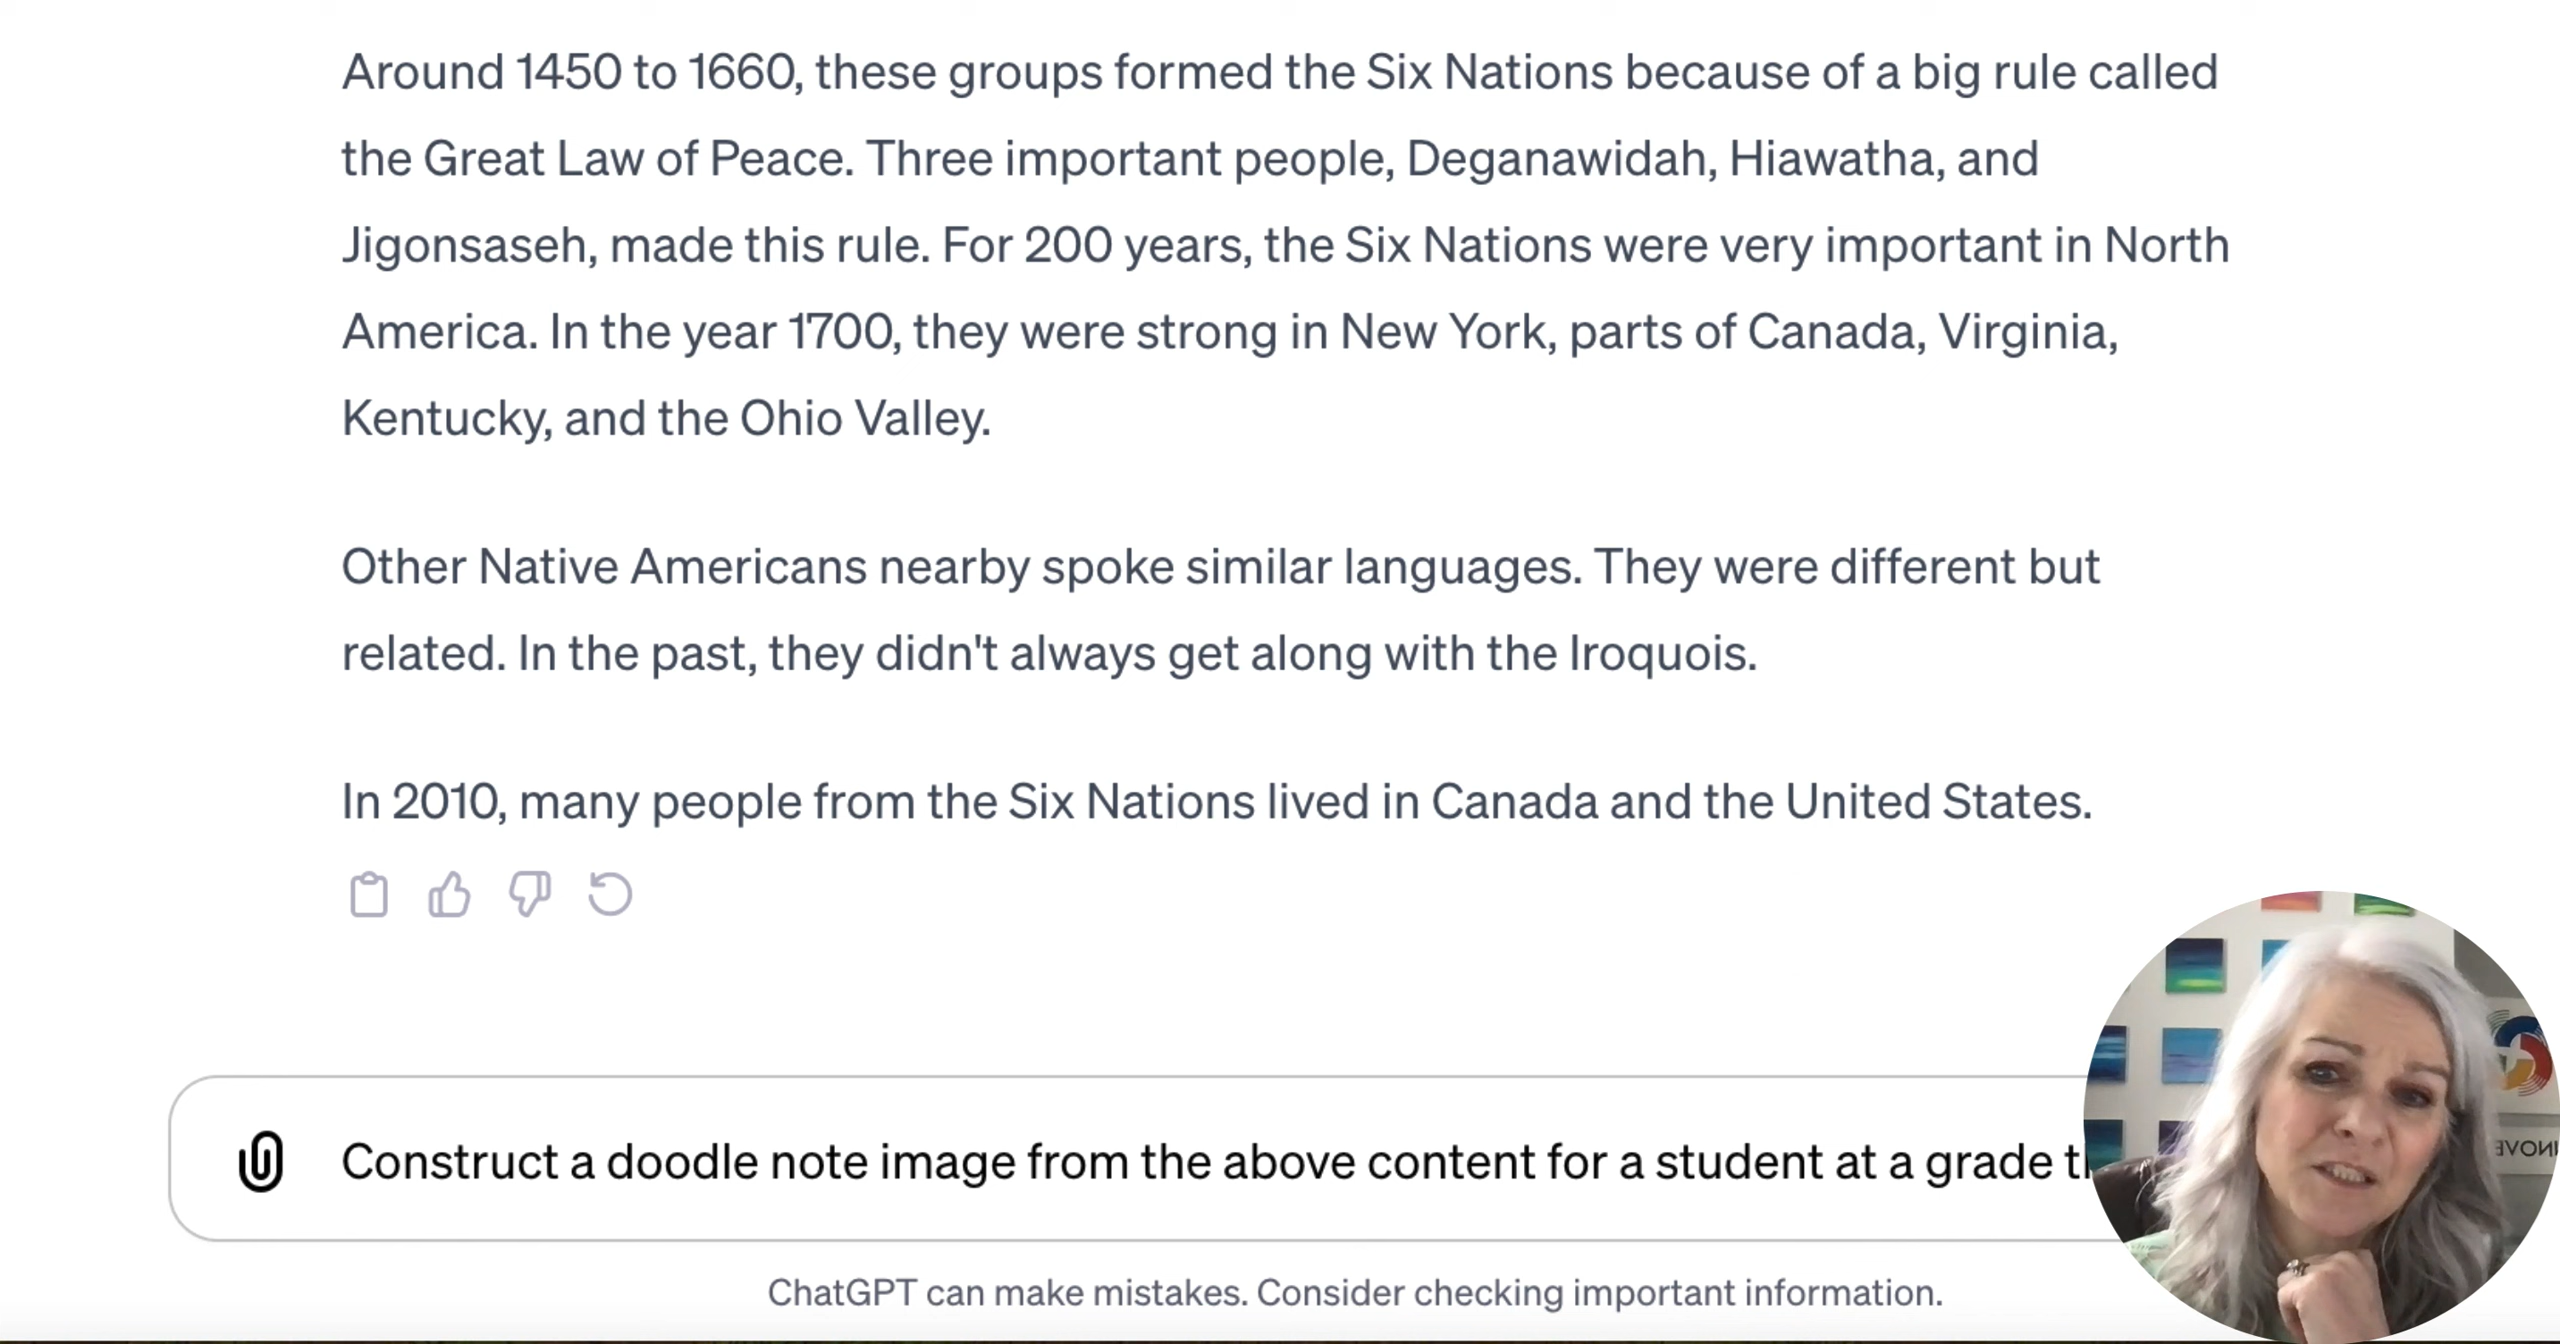 Around 1450 to 1660, these groups formed the Six Nations because of a big rule called
the Great Law of Peace. Three important people, Deganawidah, Hiawatha, and
Jigonsaseh, made this rule. For 200 years, the Six Nations were very important in North
America. In the year 1700, they were strong in New York, parts of Canada, Virginia,
Kentucky, and the Ohio Valley.
Other Native Americans nearby spoke similar languages. They were different but
related. In the past, they didn't always get along with the Iroquois.
In 2010, many people from the Six Nations lived in Canada and the United States.
Construct a doodle note image from the above content for a student at a grade
ChatGPT can make mistakes. Consider checking important information.